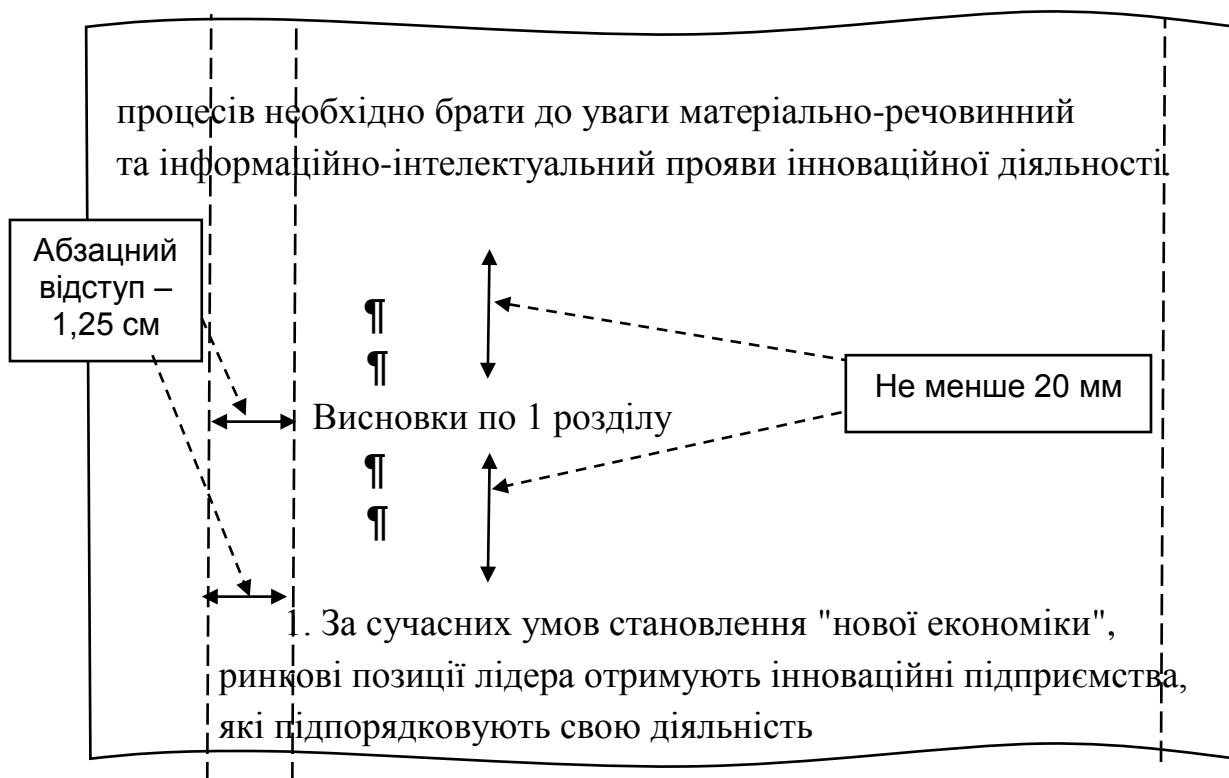 процесів необхідно брати до уваги матеріально-речовинний
та інформаційно-інтелектуальний прояви інноваційної діяльності.
Абзацний
відступ –
1,25 см
¶
¶
Не менше 20 мм
Висновки по 1 розділу
¶
¶
1. За сучасних умов становлення "нової економіки",
ринкові позиції лідера отримують інноваційні підприємства,
які підпорядковують свою діяльність